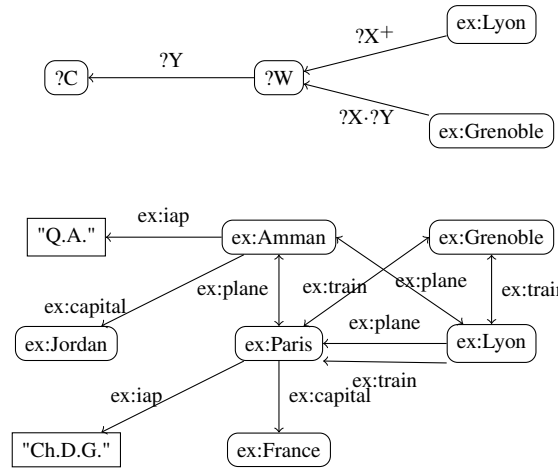 ex:Lyon
?X+
?Y
?C
?W
?X·?Y
ex:Grenoble
ex:iap
"Q.A."
ex:Amman
ex:Grenoble
ex:plane
ex:train
ex:plane
ex:train
ex:capital
ex:plane
ex:Jordan
ex:Paris
ex:Lyon
ex:train
ex:iap
ex:capital
"Ch.D.G."
ex:France